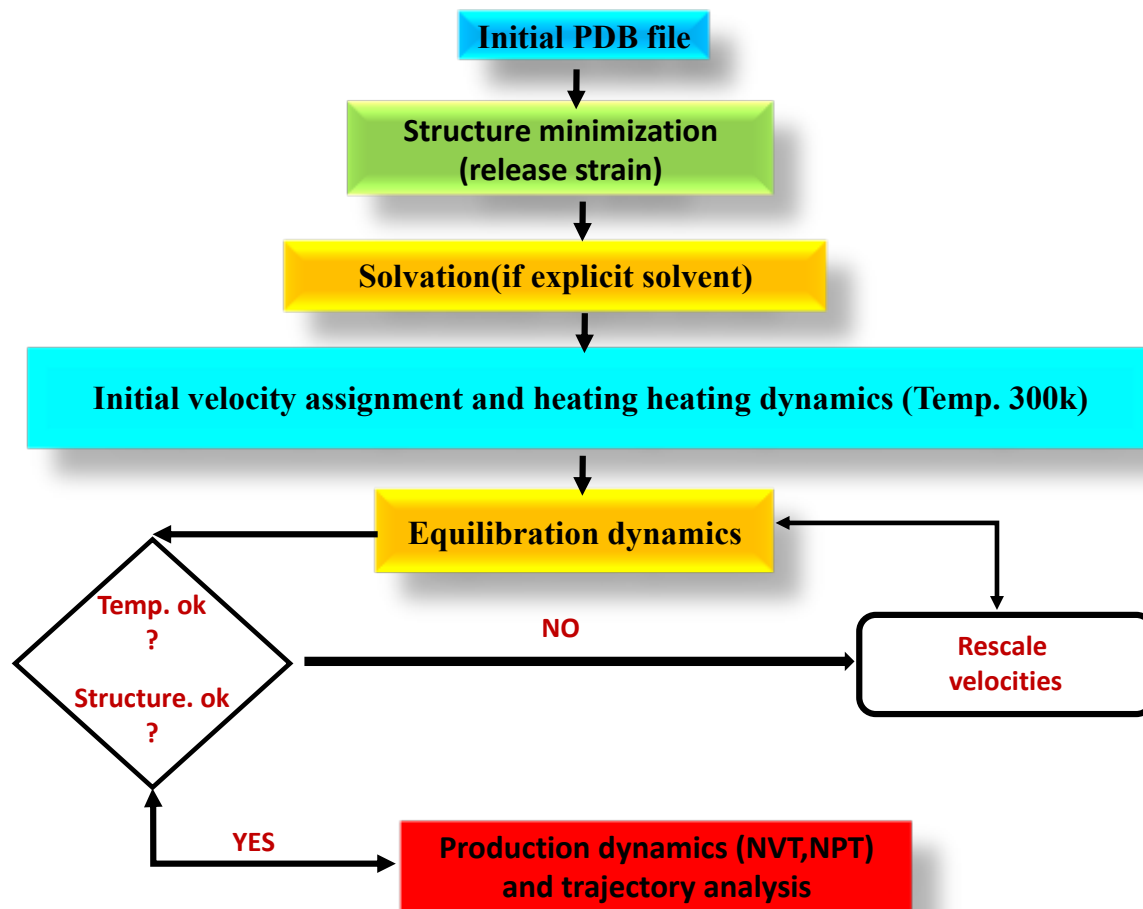 Initial PDB file
Structure minimization
(release strain)
Solvation(if explicit solvent)
Initial velocity assignment and heating heating dynamics (Temp. 300k)
Equilibration dynamics
Temp. ok
?
Structure. ok
?
NO
Rescale
velocities
YES
Production dynamics (NVT,NPT)
and trajectory analysis